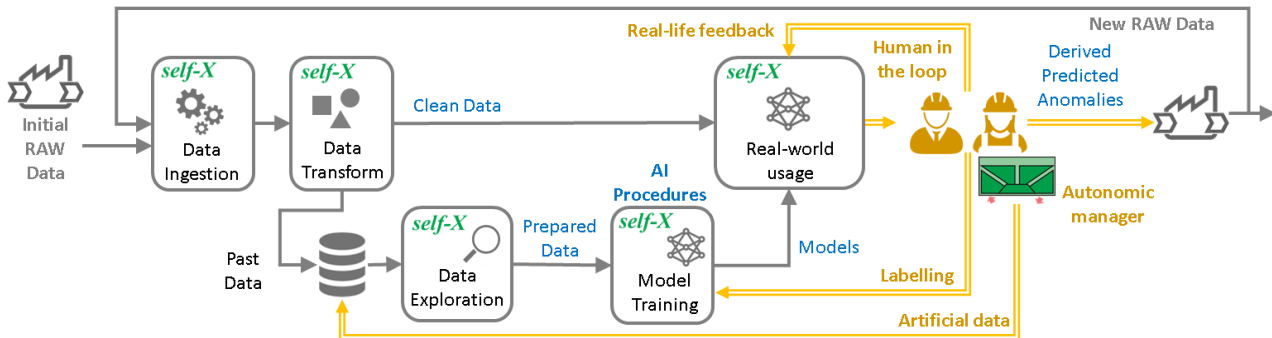 New RAW Data
Real-life feedback
Human in
the loop
Derived
Predicted
Anomalies
self-X
self-X
self-X
Initial
RAW
Data
Data
Ingestion
Data
Transform
Clean Data
Real-world
usage
AI
Procedures
Autonomic
manager
self-X
self-X
Past
Data
Data
Exploration
Prepared
Data
Model
Training
Models
Labelling
Artificial data